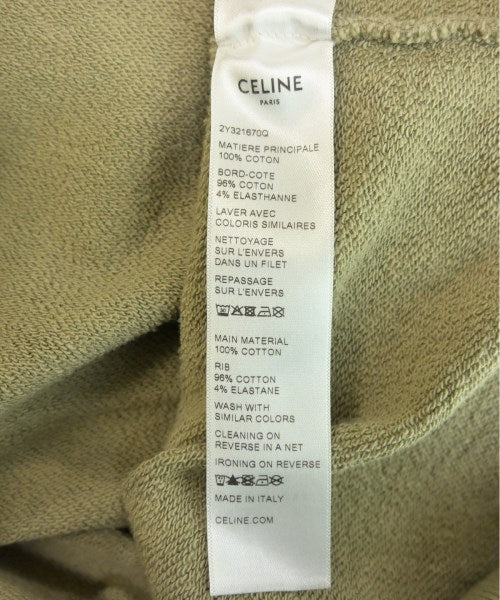 CELINE
PARIS
2Y321670Q
MATIERE PRINCIPALE
100% COTON
BORD-COTE
96% COTON
4% ELASTHANNE
LAVER AVEC
COLORIS SIMILAIRES
NETTOYAGE
SUR L'ENVERS
DANS UN FILET
REPASSAGE
SUR L'ENVERS
MAIN MATERIAL
100% COTTON
RIB
96% COTTON
4% ELASTANE
WASH WITH
SIMILAR COLORS
CLEANING ON
REVERSE IN A NET
IRONING ON REVERSE
MADE IN ITALY
CELINE.COM